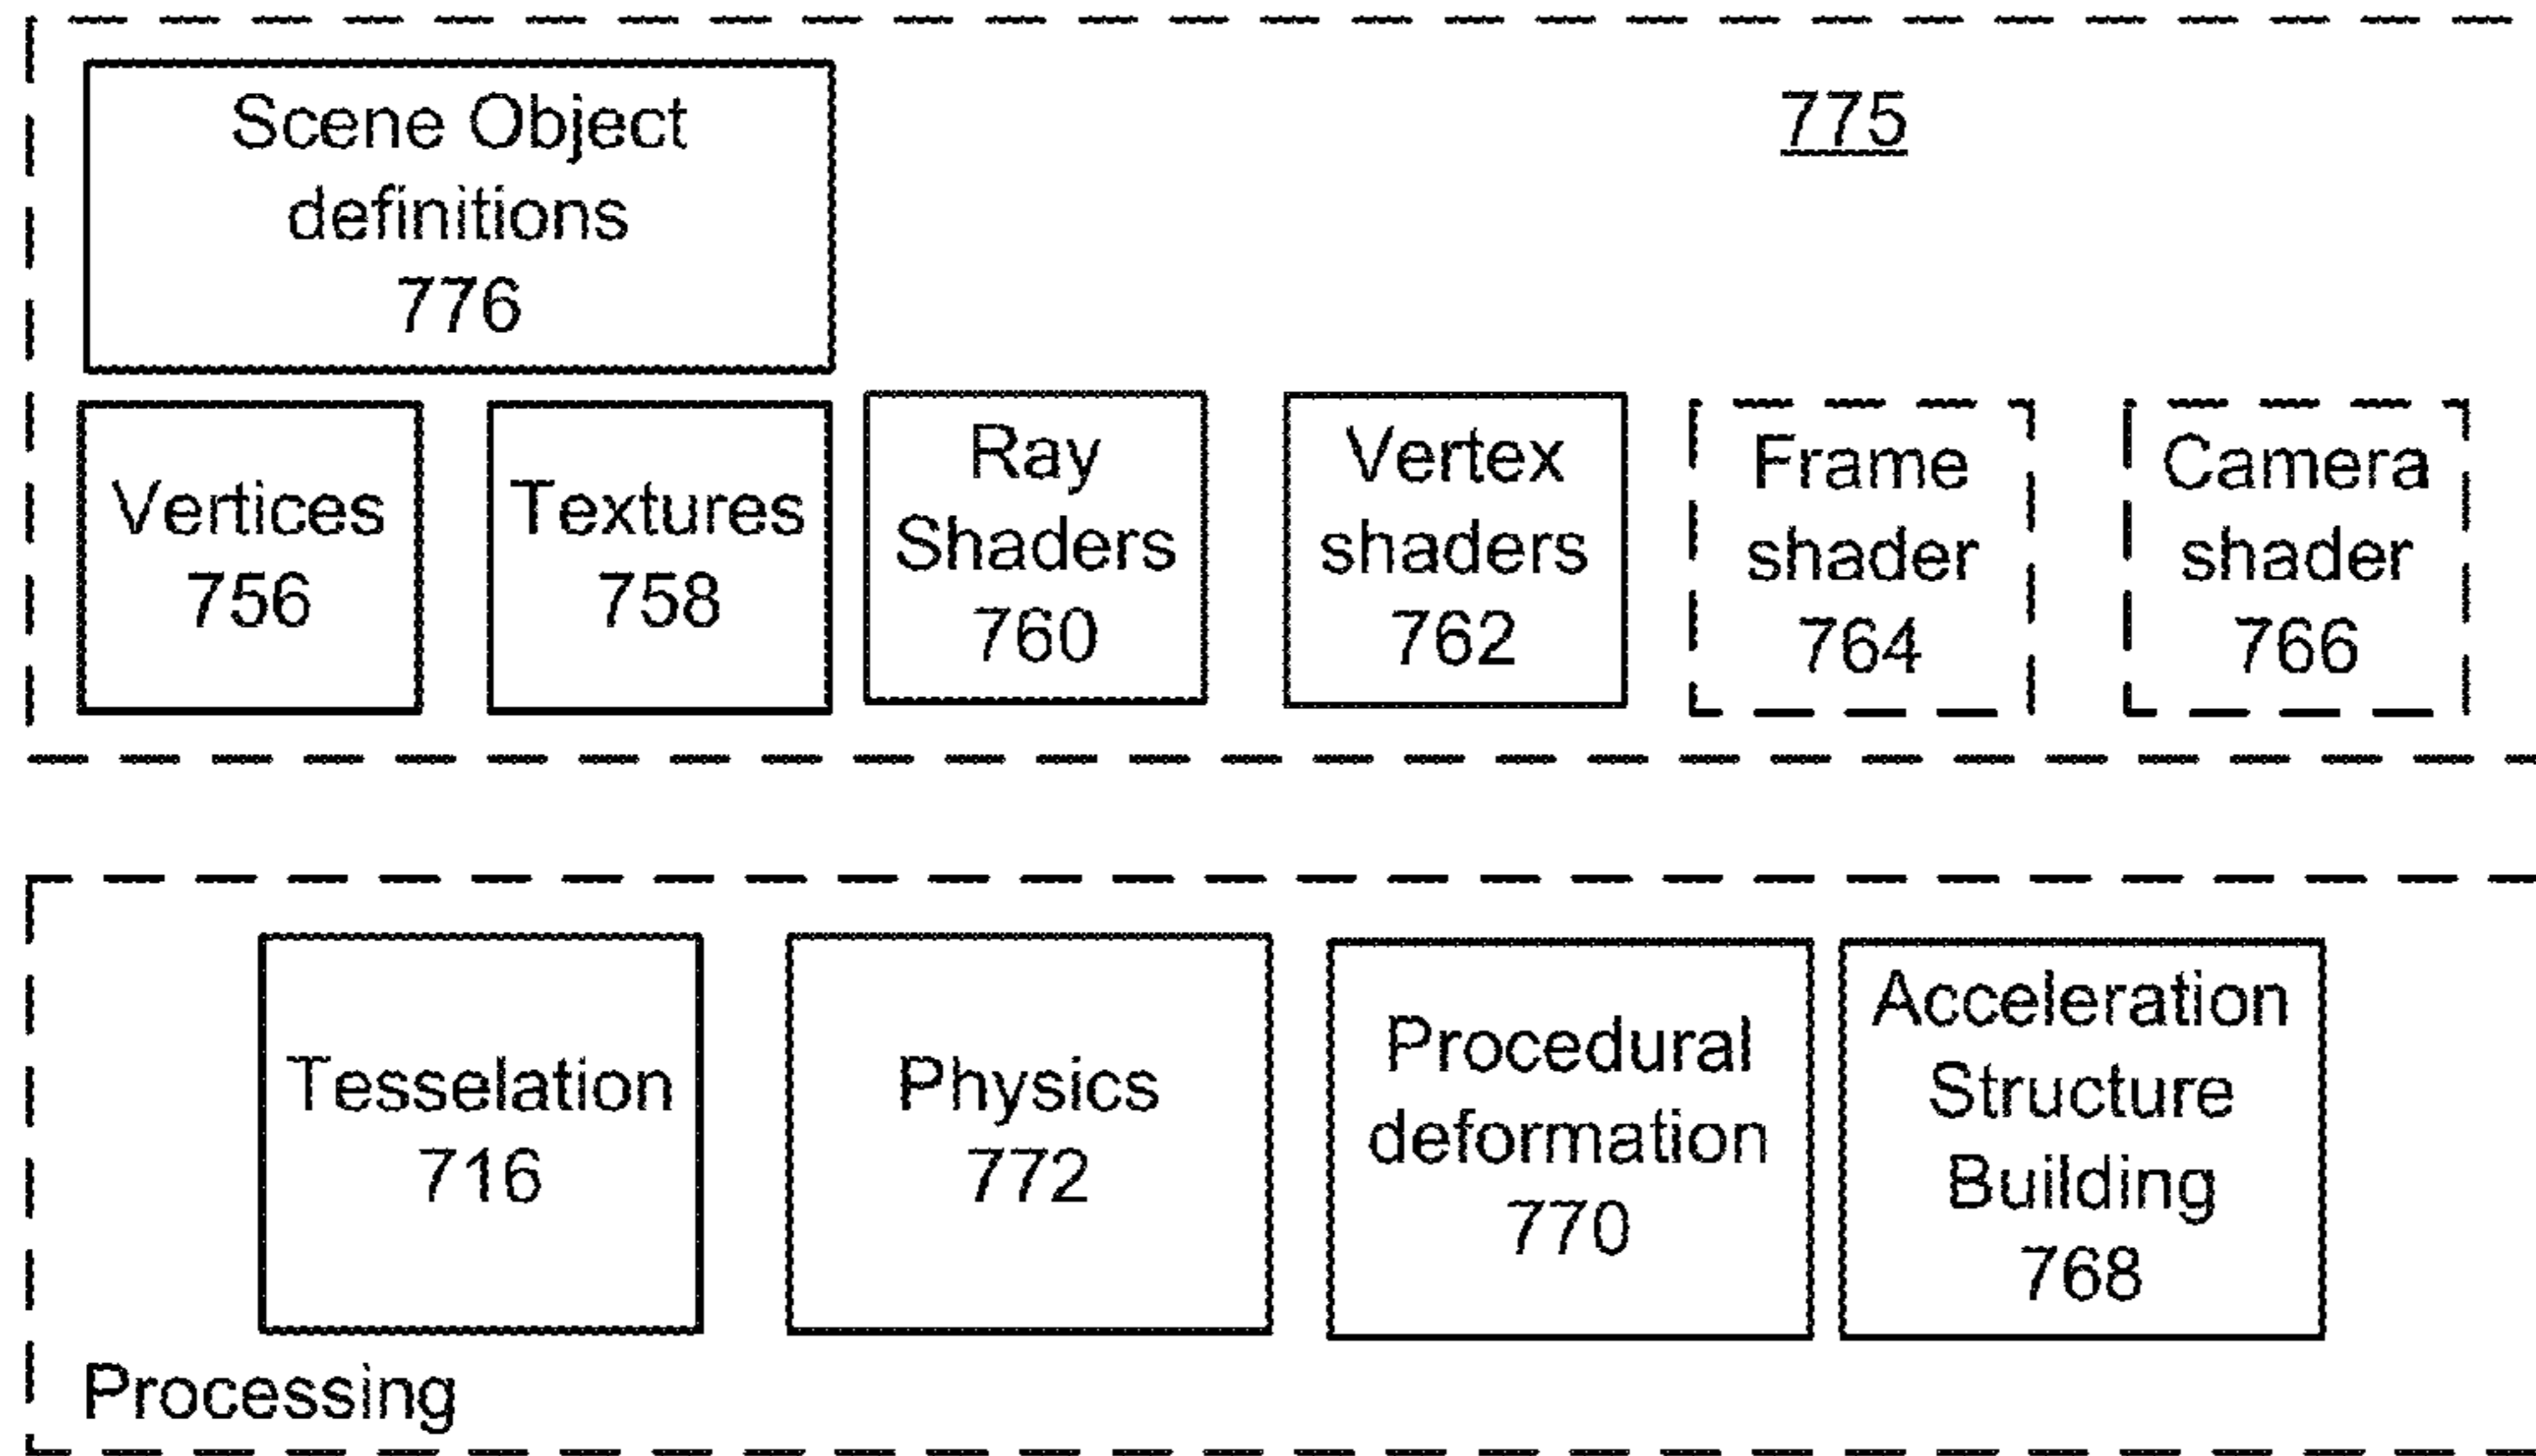 Scene Object
definitions
776
775
Vertices
756
Textures
758
Ray
Shaders
760
Vertex
shaders
762
Frame
shader
764
Camera
shader
766
Tesselation
716
Physics
772
Procedural
deformation
770
Acceleration
Structure
Building
768
Processing